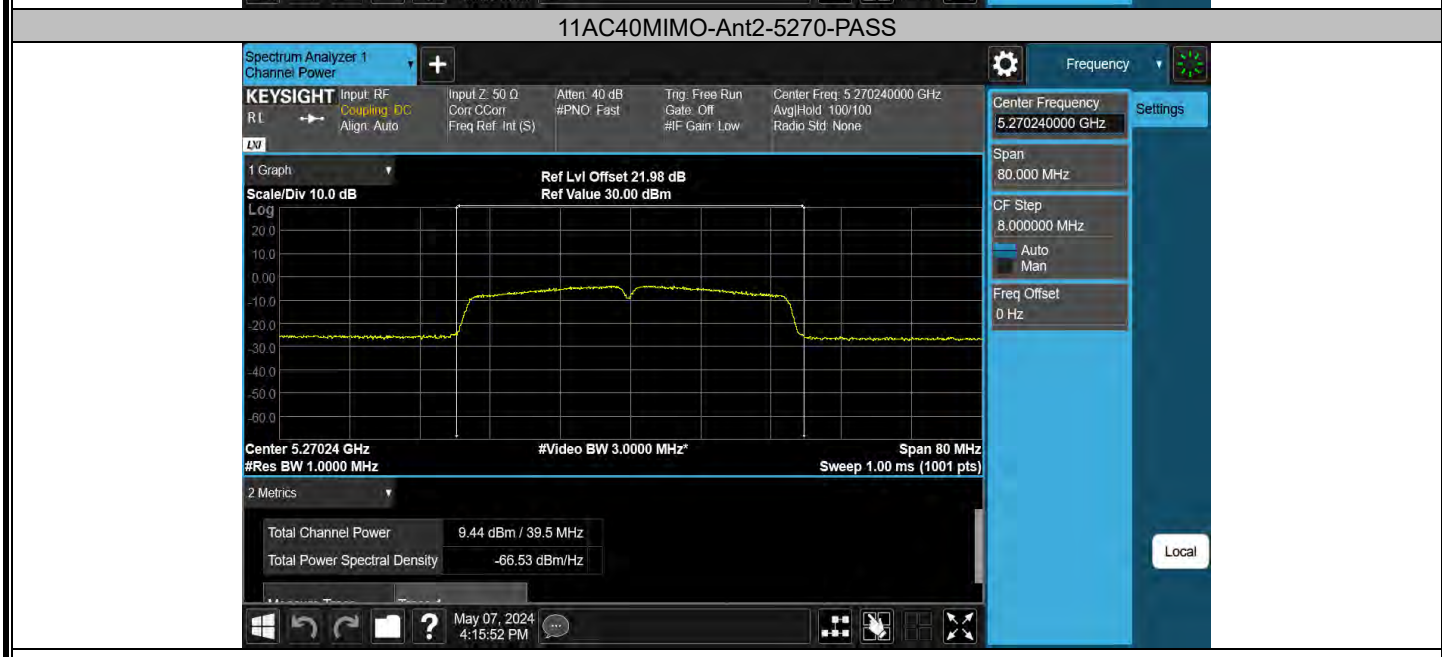 11AC40MIMO-Ant2-5270-PASS
Spectrum Analyzer 1
Channel Power
+
Frequency
KEYSIGHT
RL
LXI
Input: RF
Coupling: DC
Align: Auto
Input Z: 50 Ω
Corr CCorr
Freq Ref: Int (S)
Atten: 40 dB
#PNO: Fast
Trig: Free Run
Gate: Off
#IF Gain: Low
Center Freq: 5.270240000 GHz
Avg|Hold: 100/100
Radio Std: None
Center Frequency
5.270240000 GHz
Settings
Span
80.000 MHz
CF Step
8.000000 MHz
Auto
Man
Freq Offset
0 Hz
1 Graph
Scale/Div 10.0 dB
Ref Lvl Offset 21.98 dB
Ref Value 30.00 dBm
Log
20.0
10.0
0.00
-10.0
-20.0
-30.0
-40.0
-50.0
-60.0
Center 5.27024 GHz
#Res BW 1.0000 MHz
#Video BW 3.0000 MHz*
Span 80 MHz
Sweep 1.00 ms (1001 pts)
2 Metrics
Total Channel Power 9.44 dBm / 39.5 MHz
Total Power Spectral Density -66.53 dBm/Hz
Local
?
May 07, 2024
4:15:52 PM